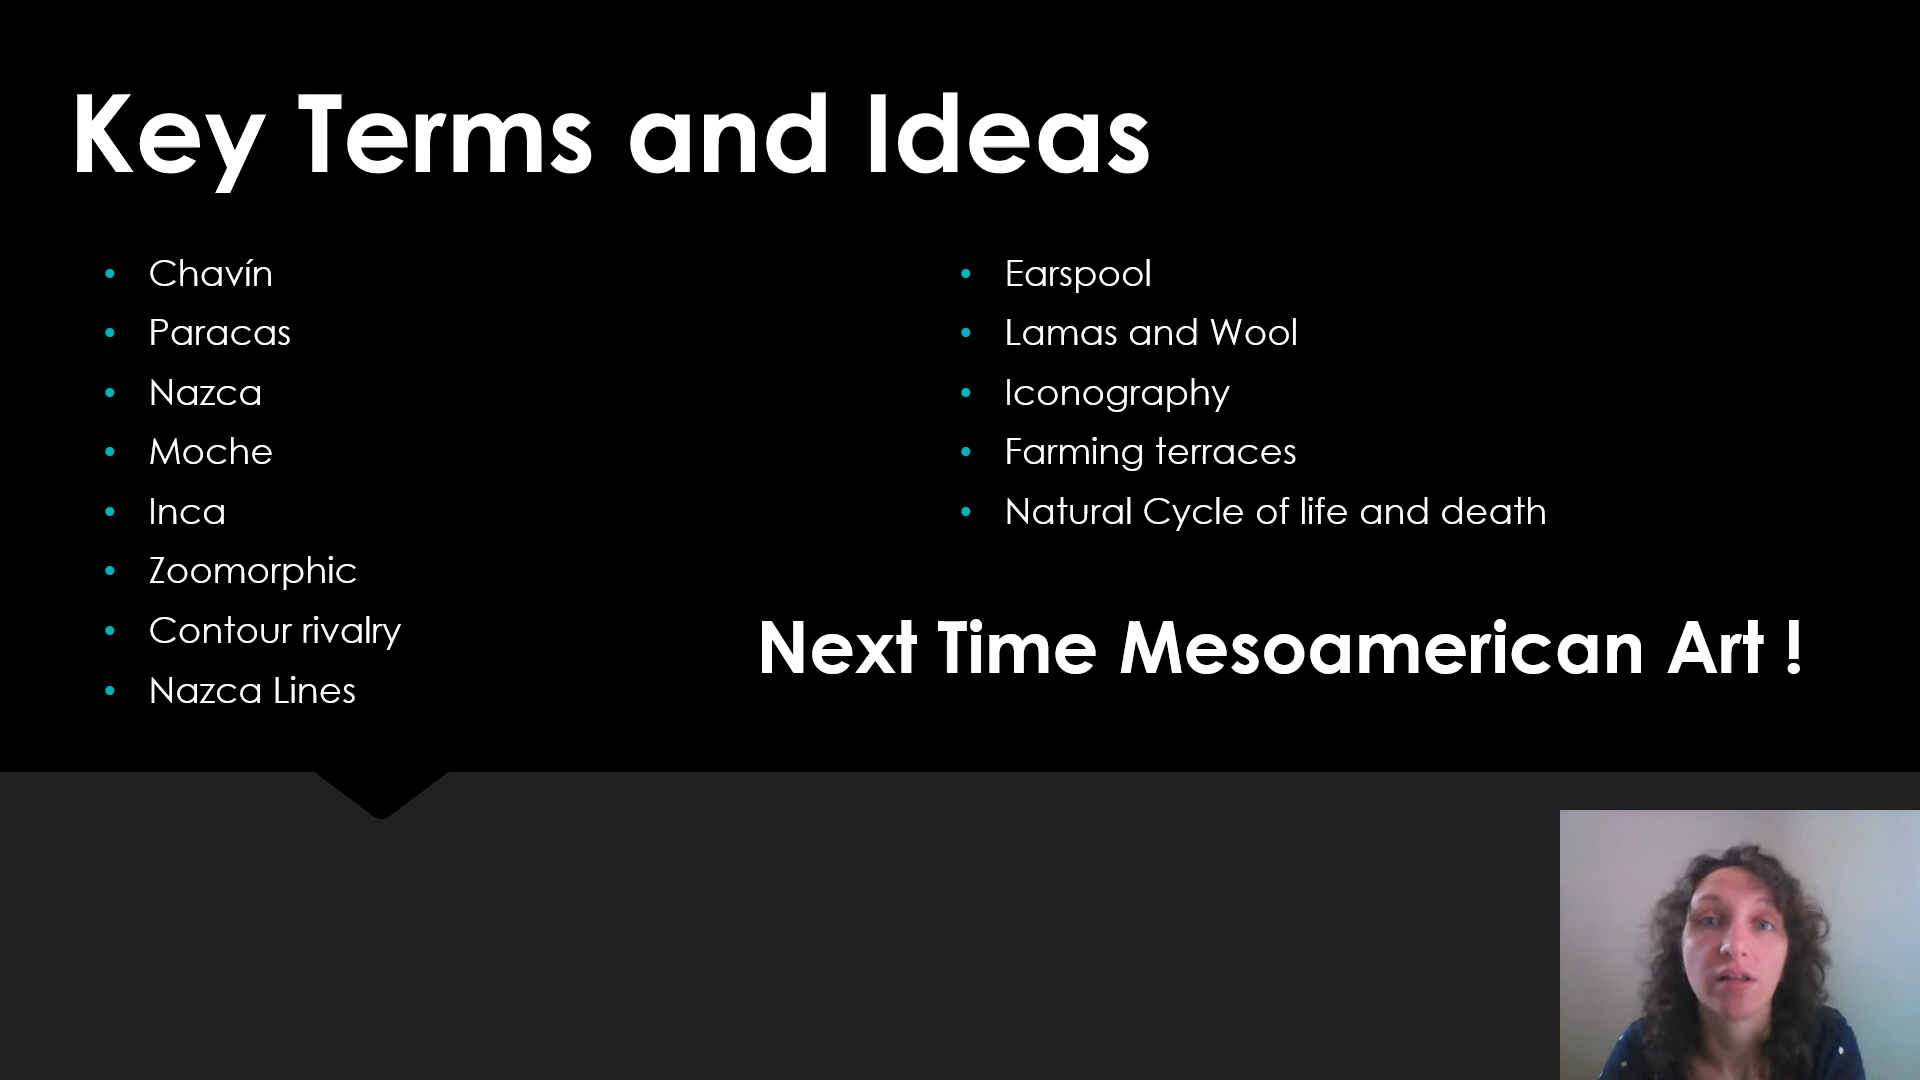 Key Terms and Ideas
Chavín
Paracas
Nazca
Moche
Inca
Zoomorphic
Contour rivalry
Nazca Lines
Earspool
Lamas and Wool
Iconography
Farming terraces
Natural Cycle of life and death
Next Time Mesoamerican Art !